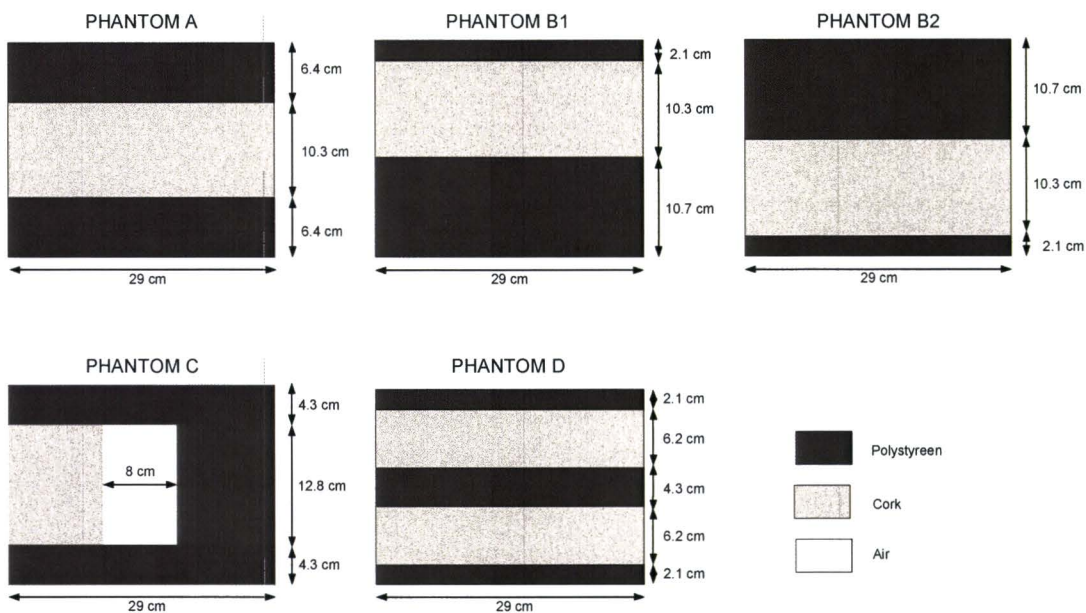 PHANTOM A
6.4 cm
10.3 cm
6.4 cm
29 cm
PHANTOM B1
2.1 cm
10.3 cm
10.7 cm
29 cm
PHANTOM B2
10.7 cm
10.3 cm
2.1 cm
29 cm
PHANTOM C
4.3 cm
8 cm
12.8 cm
4.3 cm
29 cm
PHANTOM D
2.1 cm
6.2 cm
4.3 cm
6.2 cm
2.1 cm
29 cm
Polystyreen
Cork
Air